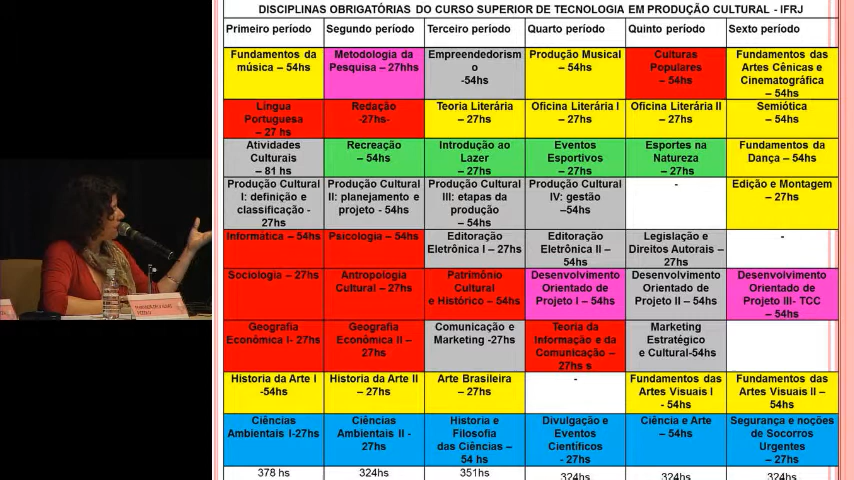 DISCIPLINAS OBRIGATÓRIAS DO CURSO SUPERIOR DE TECNOLOGIA EM PRODUÇÃO CULTURAL - IFRJ
Primeiro período Segundo período Terceiro período Quarto período Quinto período Sexto período
Fundamentos da
música – 54hs
Metodologia da
Pesquisa – 27hhs
Empreendedorism
o
-54hs
Produção Musical
– 54hs
Culturas
Populares
– 54hs
Fundamentos das
Artes Cênicas e
Cinematográfica
– 54hs
Língua
Portuguesa
– 27 hs
Redação
-27hs-
Teoria Literária
– 27hs
Oficina Literária I
– 27hs
Oficina Literária II
– 27hs
Semiótica
– 54hs
Atividades
Culturais
– 81 hs
Recreação
– 54hs
Introdução ao
Lazer
– 27hs
Eventos
Esportivos
– 27hs
Esportes na
Natureza
– 27hs
Fundamentos da
Dança – 54hs
Produção Cultural
I: definição e
classificação -
27hs
Produção Cultural
II: planejamento e
projeto - 54hs
Produção Cultural
III: etapas da
produção
– 54hs
Produção Cultural
IV: gestão
–54hs
-
Edição e Montagem
– 27hs
Informática – 54hs
Psicologia – 54hs
Editoração
Eletrônica I – 27hs
Editoração
Eletrônica II –
54hs
Legislação e
Direitos Autorais –
27hs
-
Sociologia – 27hs
Antropologia
Cultural – 27hs
Patrimônio
Cultural
e Histórico – 54hs
Desenvolvimento
Orientado de
Projeto I – 54hs
Desenvolvimento
Orientado de
Projeto II – 54hs
Desenvolvimento
Orientado de
Projeto III- TCC
– 54hs
Geografia
Econômica I- 27hs
Geografia
Econômica II –
27hs
Comunicação e
Marketing -27hs
Teoria da
Informação e da
Comunicação –
27hs s
Marketing
Estratégico
e Cultural-54hs
Historia da Arte I
-54hs
Historia da Arte II
– 27hs
Arte Brasileira
– 27hs
-
Fundamentos das
Artes Visuais I
- 54hs
Fundamentos das
Artes Visuais II –
54hs
Ciências
Ambientais I-27hs
Ciências
Ambientais II -
27hs
Historia e
Filosofia
das Ciências –
54 hs
Divulgação e
Eventos
Científicos
- 27hs
Ciência e Arte
– 54hs
Segurança e noções
de Socorros
Urgentes
– 27hs
378 hs 324hs 351hs 324hs 324hs 324hs